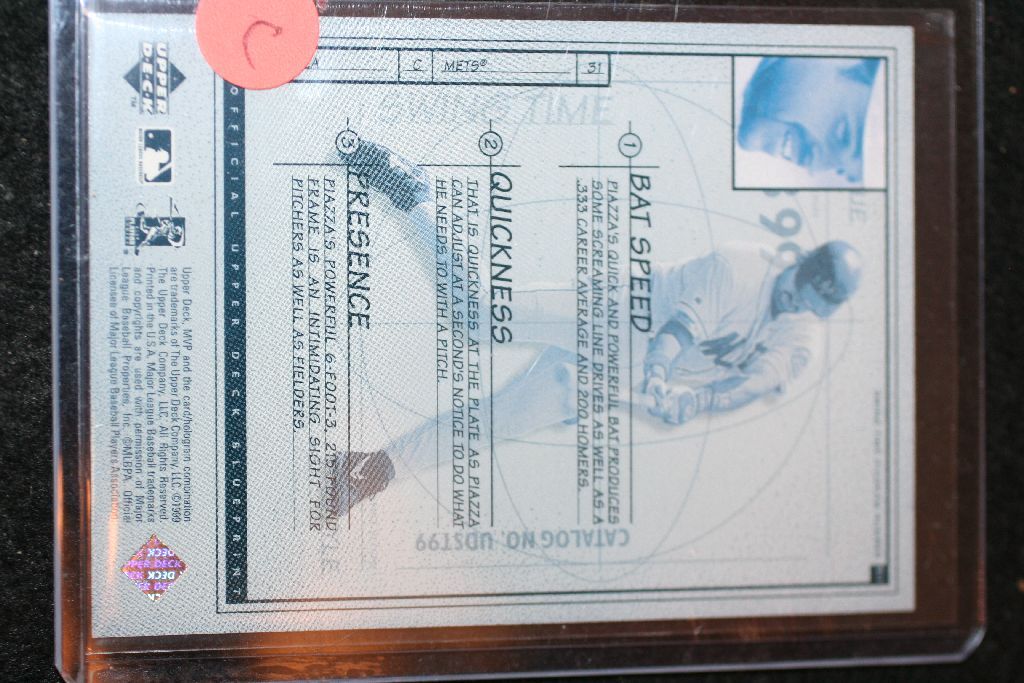 C
A C METS® 31
SWING TIME
1
BAT SPEED
PIAZZA'S QUICK AND POWERFUL BAT PRODUCES
SOME SCREAMING LINE DRIVES AS WELL AS A
.333 CAREER AVERAGE AND 200 HOMERS.
2
QUICKNESS
THAT IS QUICKNESS AT THE PLATE AS PIAZZA
CAN ADJUST AT A SECOND'S NOTICE TO DO WHAT
HE NEEDS TO WITH A PITCH.
3
PRESENCE
PIAZZA'S POWERFUL 6-FOOT-3, 215-POUND
FRAME IS AN INTIMIDATING SIGHT FOR
PITCHERS AS WELL AS FIELDERS.
CATALOG NO. UDST99
OFFICIAL UPPER DECK BLUEPRINT
UPPER
DECK™
Upper Deck, MVP and the card/hologram combination
are trademarks of The Upper Deck Company, LLC. ©1999
The Upper Deck Company, LLC. All Rights Reserved.
Printed in the U.S.A. Major League Baseball trademarks
and copyrights are used with permission of Major
League Baseball Properties, Inc. ©MLBPA. Official
Licensee of Major League Baseball Players Association
UPPER DECK